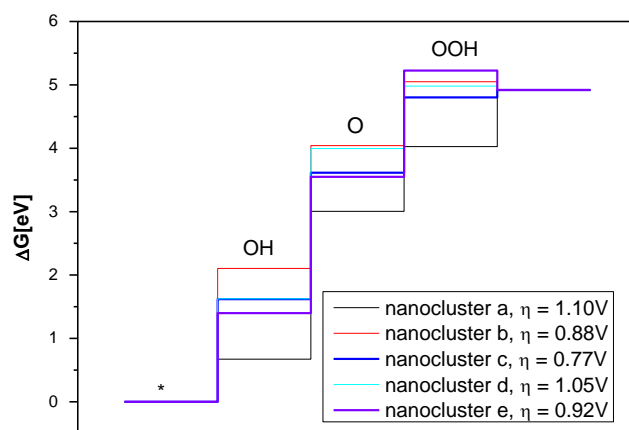 6
OOH
5
O
4
3
OH
2
1
0
*
ΔG[eV]
nanocluster a, η = 1.10V
nanocluster b, η = 0.88V
nanocluster c, η = 0.77V
nanocluster d, η = 1.05V
nanocluster e, η = 0.92V